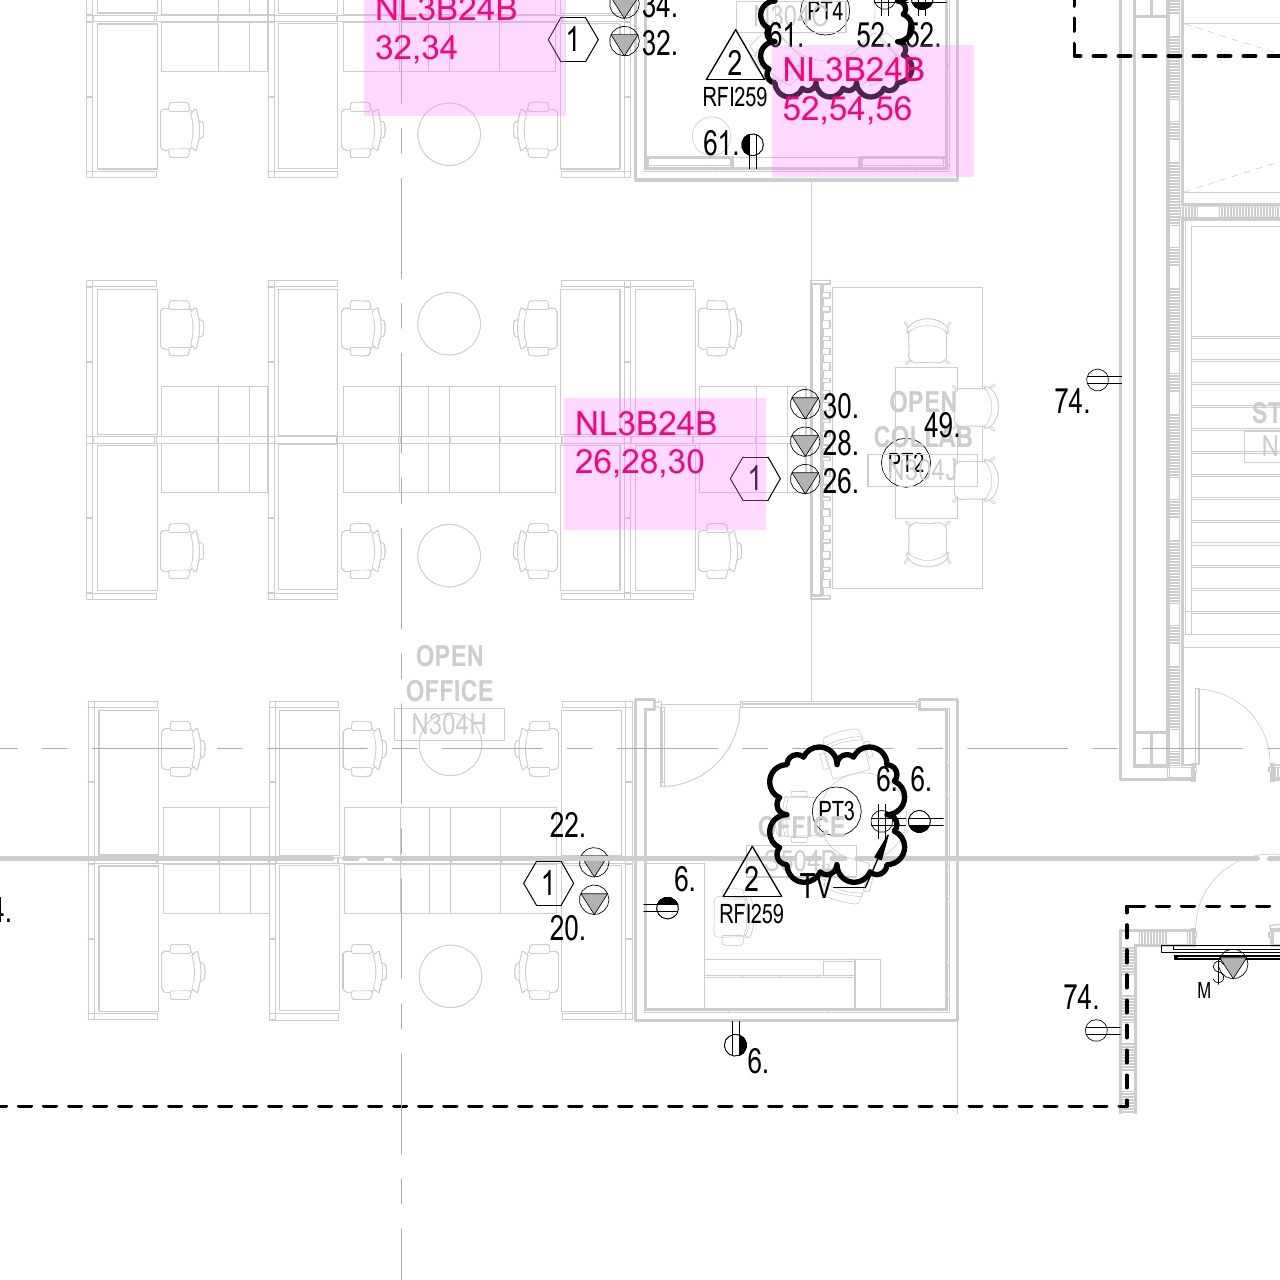 NL3B24B
32,34
1
34.
32.
N304G
PT4
61.
52.
52.
2
RFI259
NL3B24B
52,54,56
61.
74.
NL3B24B
26,28,30
1
30.
28.
26.
OPEN
COLLAB
N304J
49.
PT2
ST
N
OPEN
OFFICE
N304H
22.
1
20.
6.
6.
PT3
OFFICE
TV
2
RFI259
6.
6.
4.
74.
M